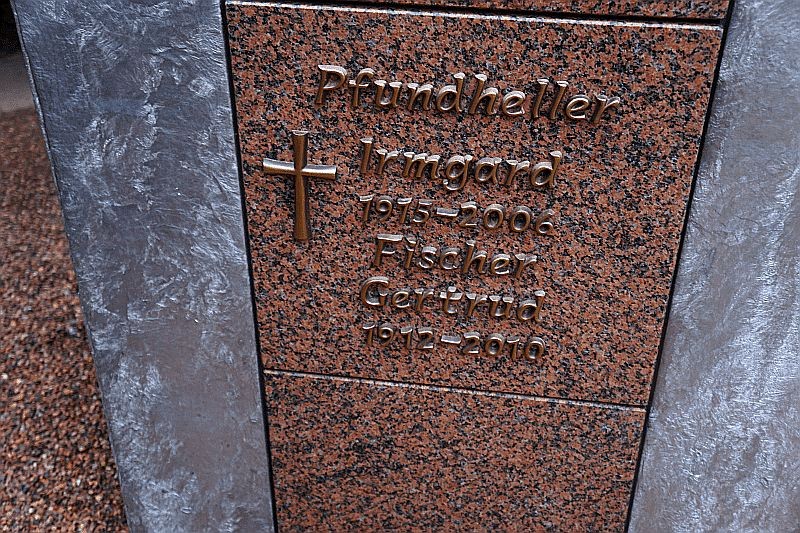 Pfundheller
Irmgard
1915-2006
Fischer
Gertrud
1912-2010